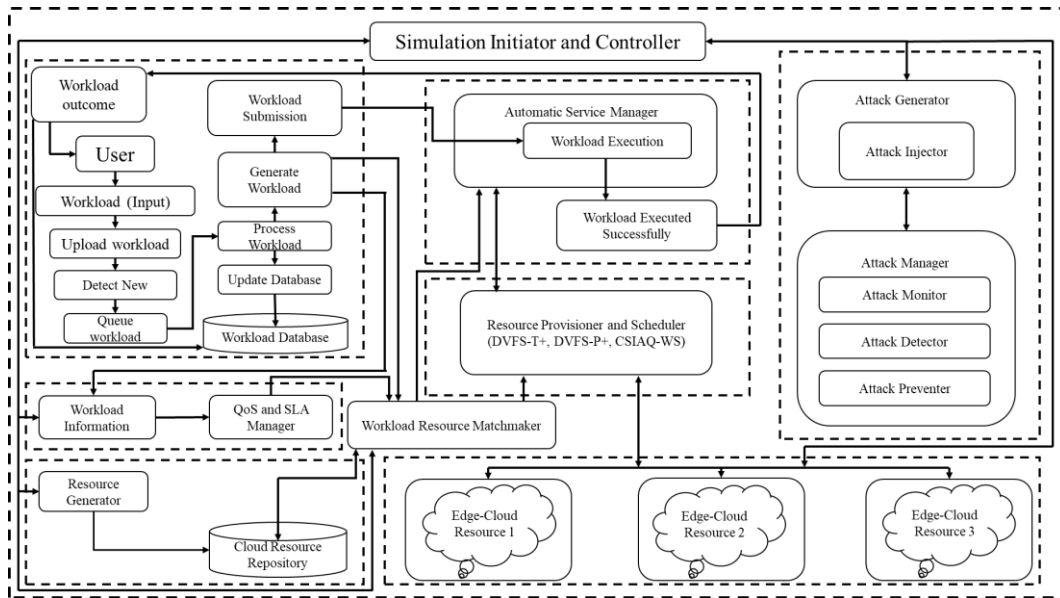 Simulation Initiator and Controller
Workload
outcome
User
Workload (Input)
Upload workload
Detect New
Queue
workload
Workload
Submission
Generate
Workload
Process
Workload
Update Database
Workload Database
Automatic Service Manager
Workload Execution
Workload Executed
Successfully
Resource Provisioner and Scheduler
(DVFS-T+, DVFS-P+, CSIAQ-WS)
Attack Generator
Attack Injector
Attack Manager
Attack Monitor
Attack Detector
Attack Preventer
Workload
Information
QoS and SLA
Manager
Workload Resource Matchmaker
Resource
Generator
Cloud Resource
Repository
Edge-Cloud
Resource 1
Edge-Cloud
Resource 2
Edge-Cloud
Resource 3